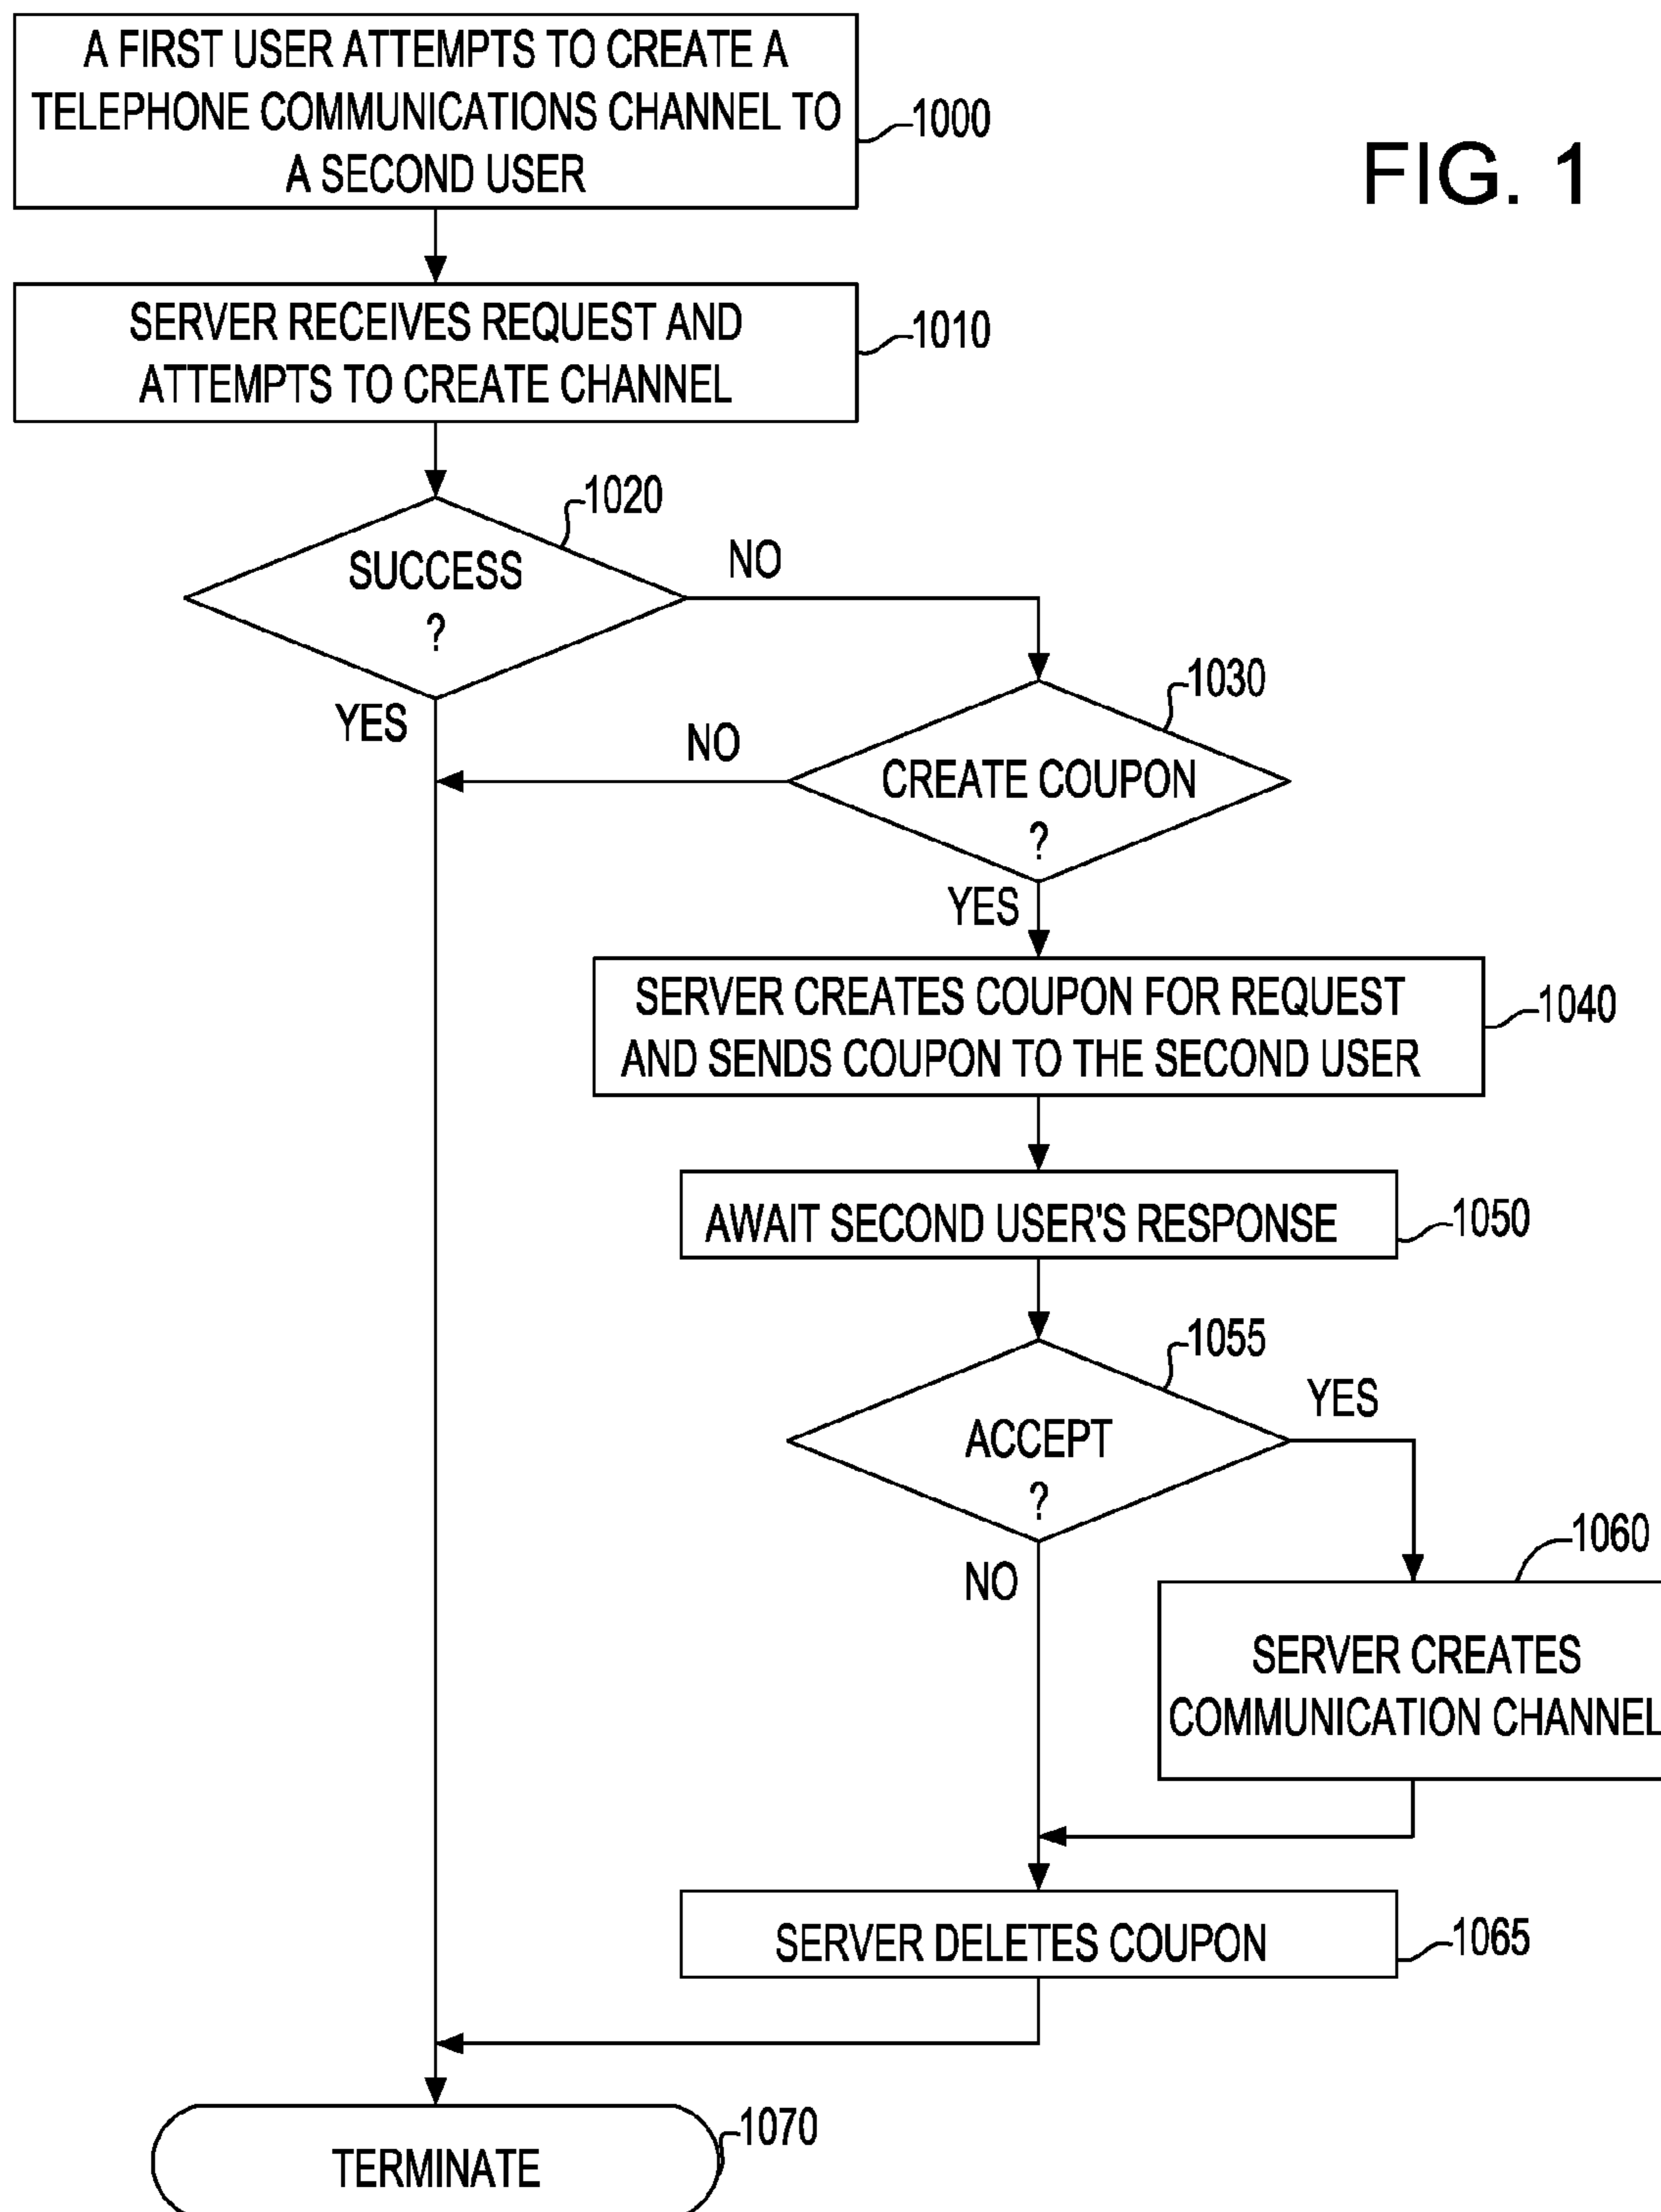 A FIRST USER ATTEMPTS TO CREATE A
TELEPHONE COMMUNICATIONS CHANNEL TO
A SECOND USER
1000
FIG. 1
SERVER RECEIVES REQUEST AND
ATTEMPTS TO CREATE CHANNEL
1010
1020
SUCCESS
?
NO
YES
1030
NO
CREATE COUPON
?
YES
SERVER CREATES COUPON FOR REQUEST
AND SENDS COUPON TO THE SECOND USER
1040
AWAIT SECOND USER'S RESPONSE
1050
1055
YES
ACCEPT
?
NO
1060
SERVER CREATES
COMMUNICATION CHANNEL
SERVER DELETES COUPON
1065
1070
TERMINATE